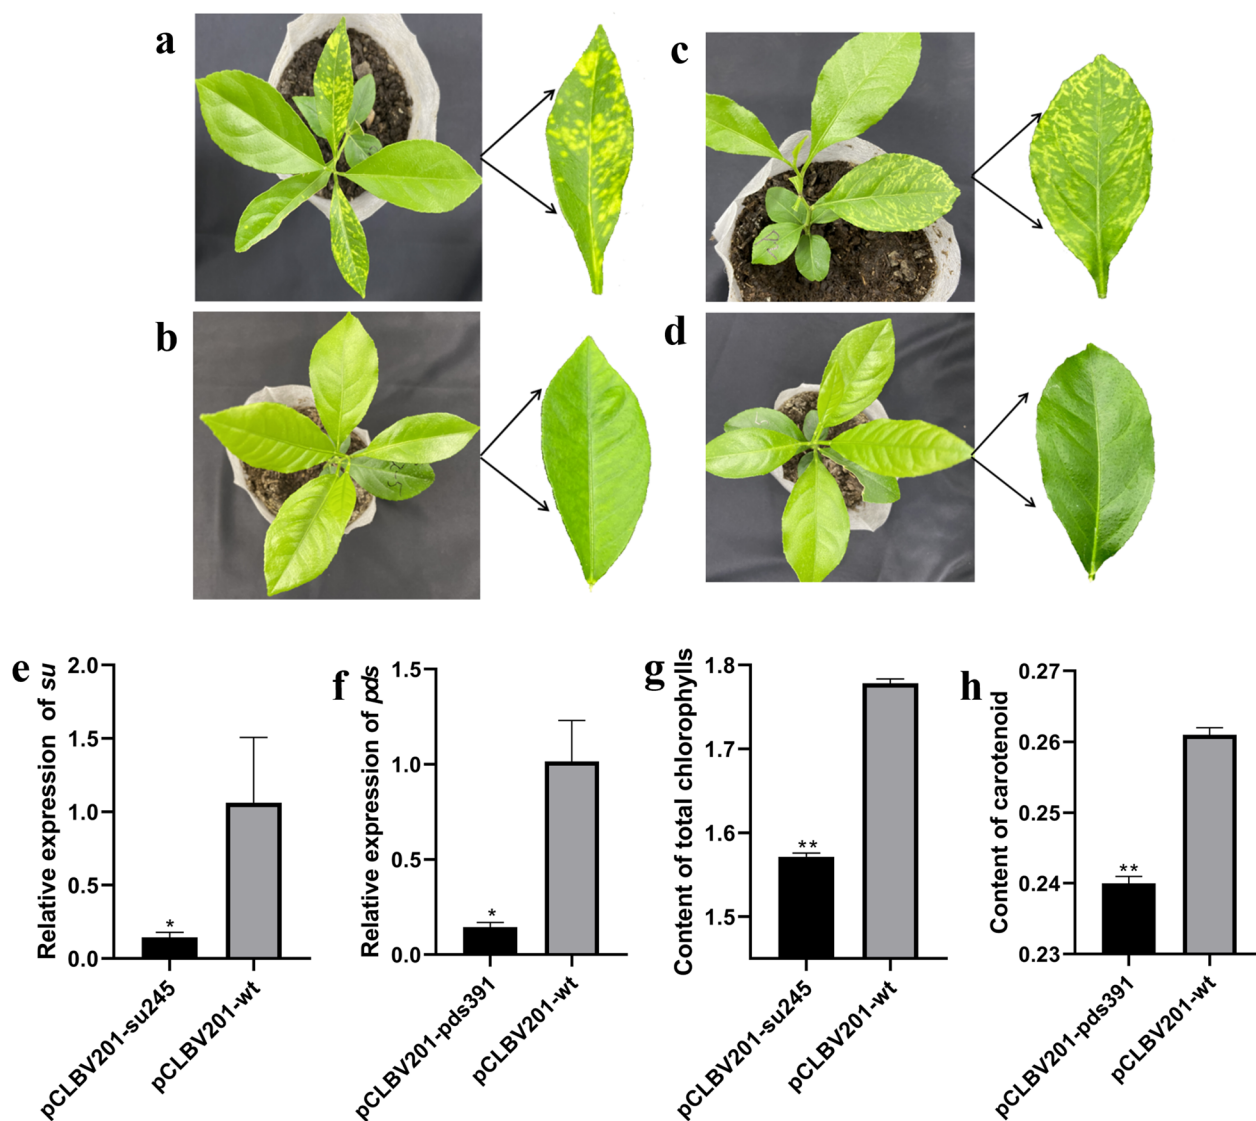 a
c
b
d
e
Relative expression of su
2.0
1.5
1.0
0.5
0.0
*
pCLBV201-su245
pCLBV201-wt
f
Relative expression of pds
1.5
1.0
0.5
0.0
*
pCLBV201-pds391
pCLBV201-wt
g
Content of total chlorophylls
1.8
1.7
1.6
1.5
**
pCLBV201-su245
pCLBV201-wt
h
Content of carotenoid
0.27
0.26
0.25
0.24
0.23
**
pCLBV201-pds391
pCLBV201-wt